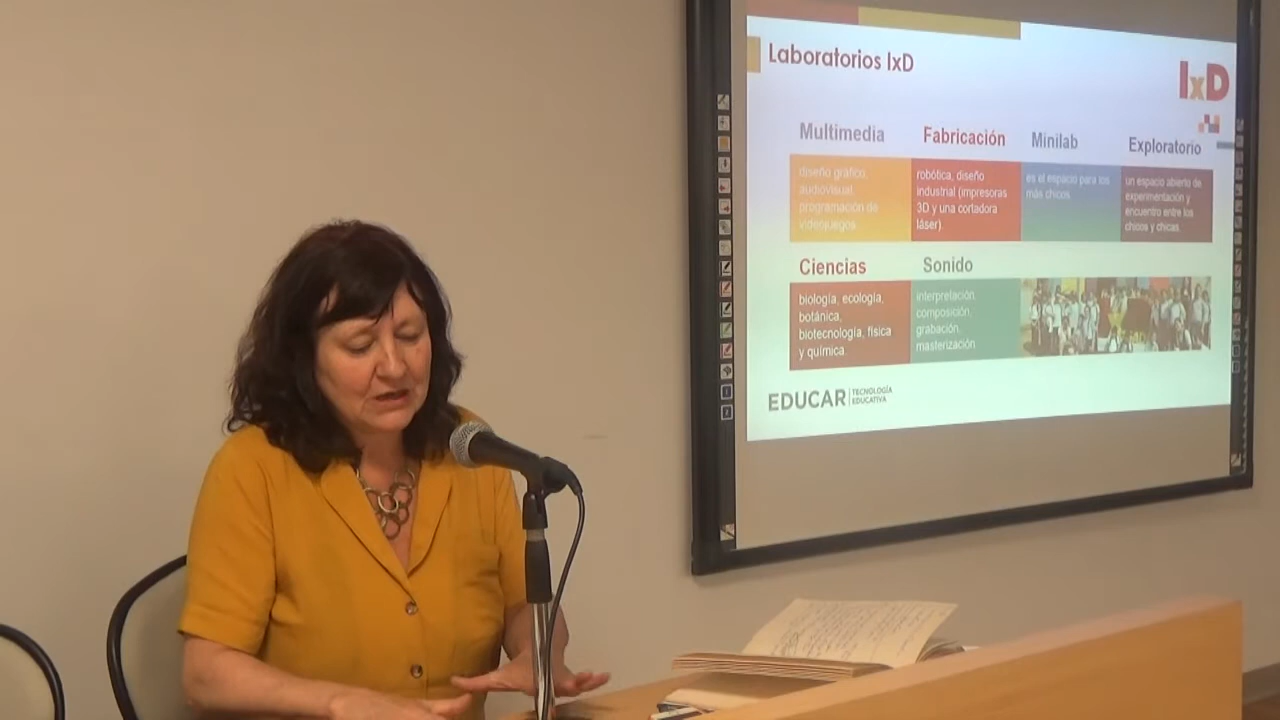 Laboratorios IxD
IxD
Multimedia
diseño gráfico,
audiovisual,
programación de
videojuegos.
Fabricación
robótica, diseño
industrial (impresoras
3D y una cortadora
láser).
Minilab
es el espacio para los
más chicos.
Exploratorio
un espacio abierto de
experimentación y
encuentro entre los
chicos y chicas.
Ciencias
biología, ecología,
botánica,
biotecnología, física
y química.
Sonido
interpretación,
composición,
grabación,
masterización.
EDUCAR
TECNOLOGÍA
EDUCATIVA